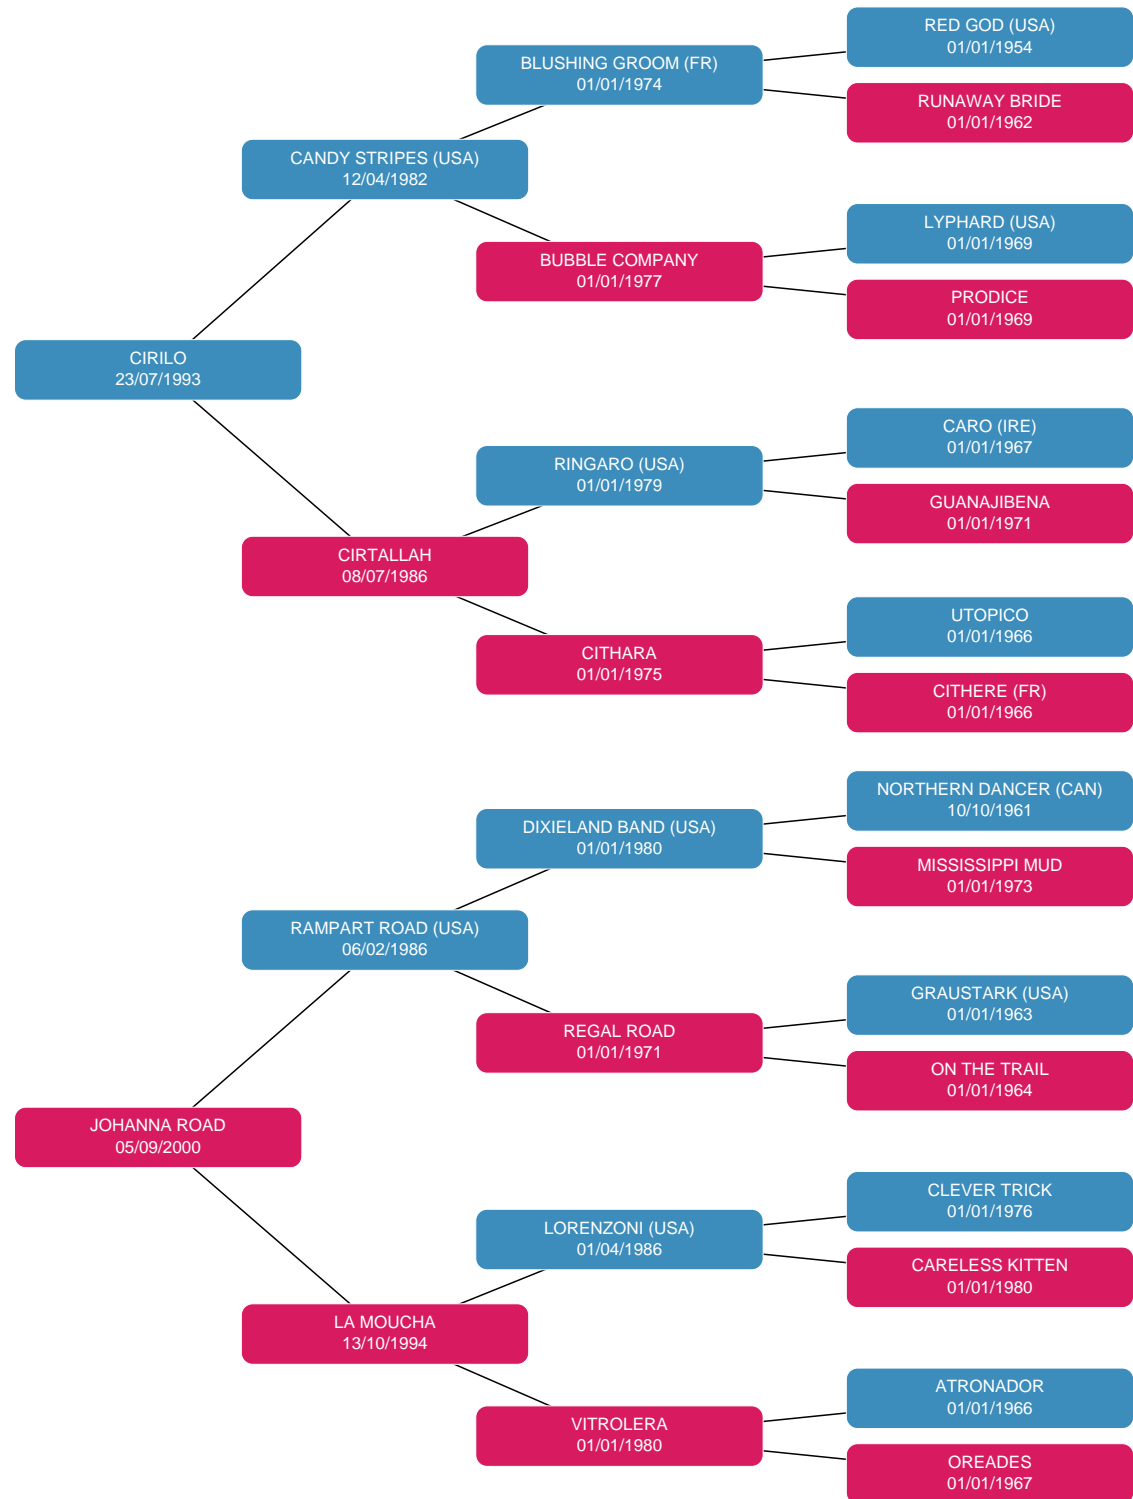 RED GOD (USA)
01/01/1954
BLUSHING GROOM (FR)
01/01/1974
RUNAWAY BRIDE
01/01/1962
CANDY STRIPES (USA)
12/04/1982
LYPHARD (USA)
01/01/1969
BUBBLE COMPANY
01/01/1977
PRODICE
01/01/1969
CIRILO
23/07/1993
CARO (IRE)
01/01/1967
RINGARO (USA)
01/01/1979
GUANAJIBENA
01/01/1971
CIRTALLAH
08/07/1986
UTOPICO
01/01/1966
CITHARA
01/01/1975
CITHERE (FR)
01/01/1966
NORTHERN DANCER (CAN)
10/10/1961
DIXIELAND BAND (USA)
01/01/1980
MISSISSIPPI MUD
01/01/1973
RAMPART ROAD (USA)
06/02/1986
GRAUSTARK (USA)
01/01/1963
REGAL ROAD
01/01/1971
ON THE TRAIL
01/01/1964
JOHANNA ROAD
05/09/2000
CLEVER TRICK
01/01/1976
LORENZONI (USA)
01/04/1986
CARELESS KITTEN
01/01/1980
LA MOUCHA
13/10/1994
ATRONADOR
01/01/1966
VITROLERA
01/01/1980
OREADES
01/01/1967